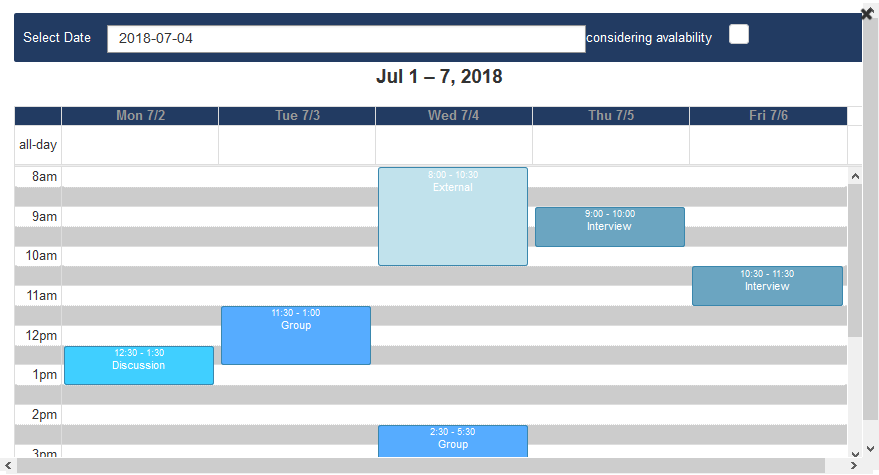 Select Date 2018-07-04 considering avalability
Jul 1 – 7, 2018
Mon 7/2 Tue 7/3 Wed 7/4 Thu 7/5 Fri 7/6
all-day
8am
8:00 - 10:30
External
9am
9:00 - 10:00
Interview
10am
10:30 - 11:30
Interview
11am
11:30 - 1:00
Group
12pm
12:30 - 1:30
Discussion
1pm
2pm
2:30 - 5:30
Group
3pm